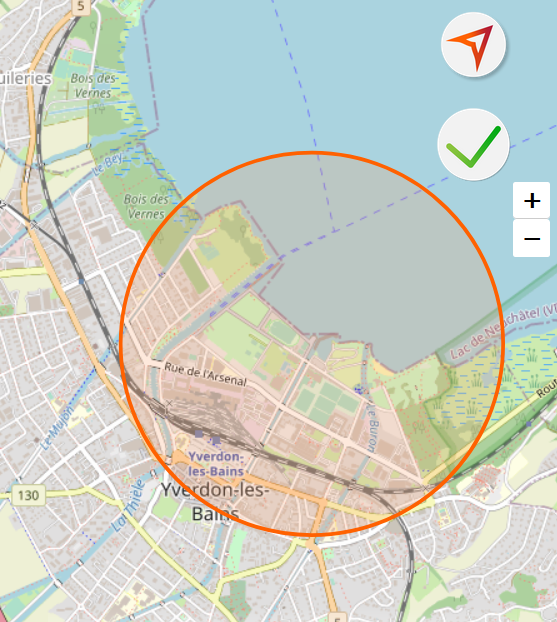 5
uileries
Bois des
Vernes
Le Bey
Bois des
Vernes
+
−
Lac de Neuchâtel (V
Rue de l'Arsenal
Rout
Le Buron
Le Mujon
Yverdon-
les-Bains
Yverdon-les-
Bains
130
La Thièle
5